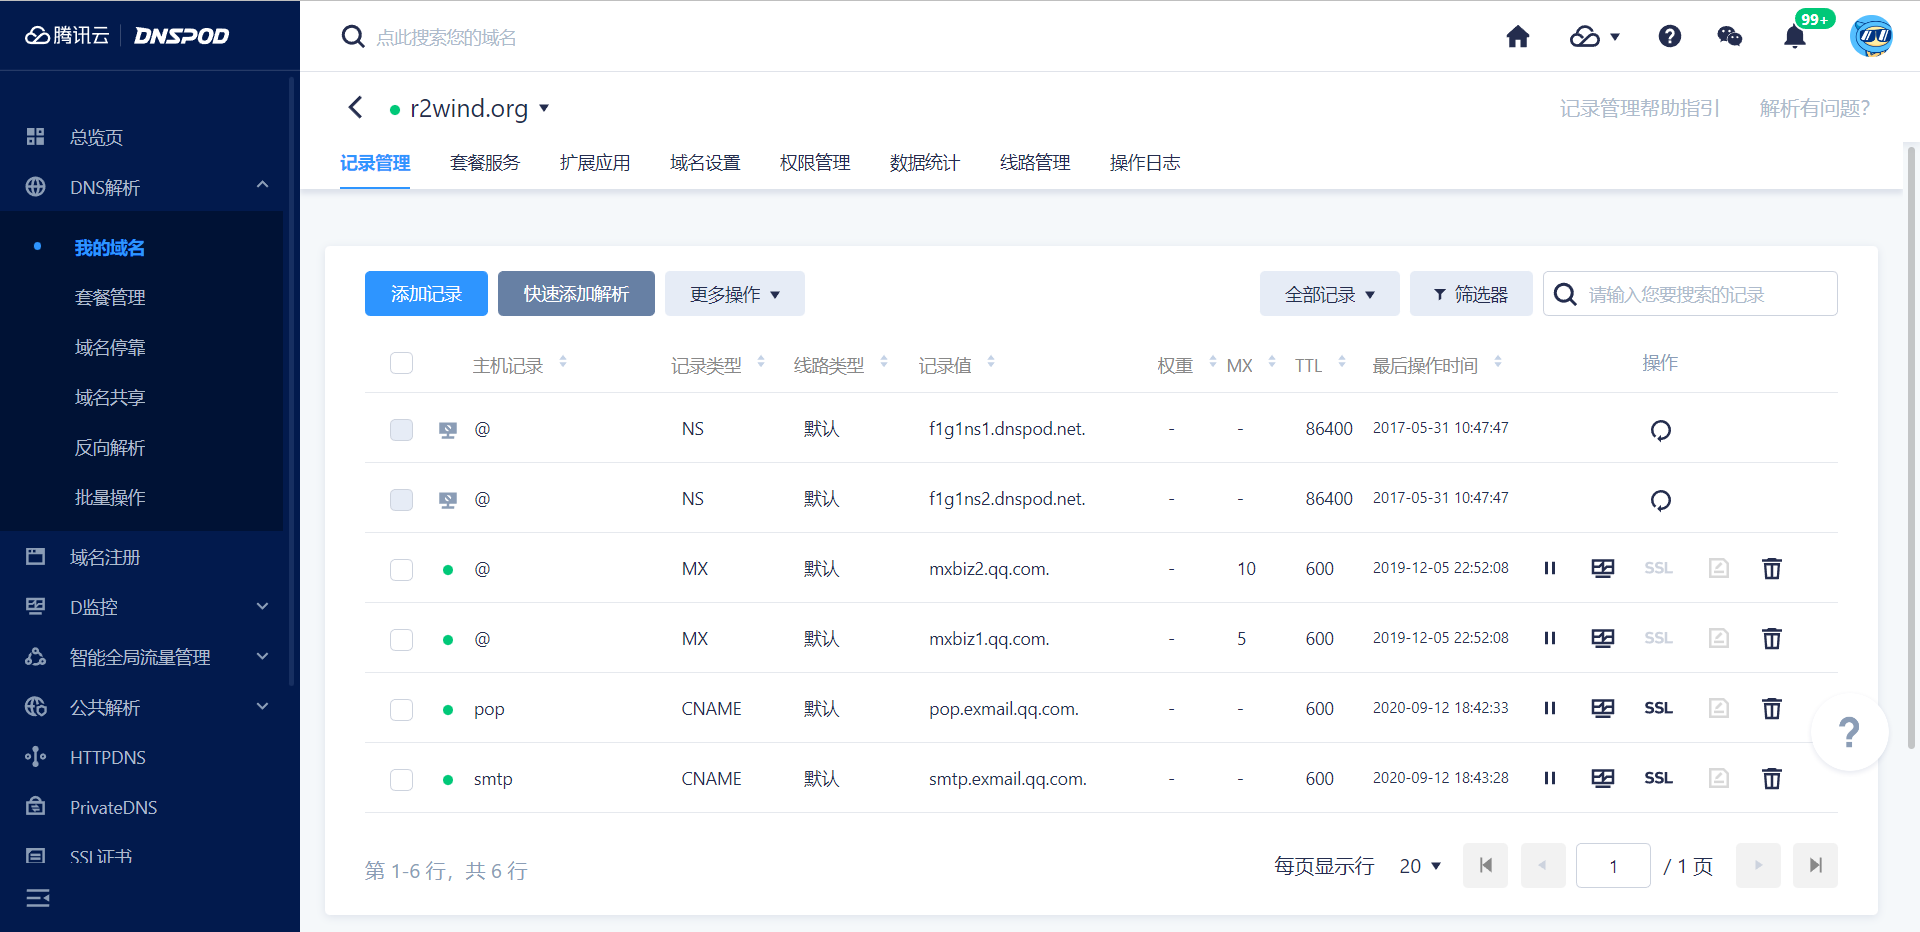 腾讯云 DNSPOD
点此搜索您的域名
99+
总览页
DNS解析
我的域名
套餐管理
域名停靠
域名共享
反向解析
批量操作
域名注册
D监控
智能全局流量管理
公共解析
HTTPDNS
PrivateDNS
SSL证书
r2wind.org
记录管理帮助指引 解析有问题?
记录管理 套餐服务 扩展应用 域名设置 权限管理 数据统计 线路管理 操作日志
添加记录 快速添加解析 更多操作 全部记录 筛选器 请输入您要搜索的记录
主机记录 记录类型 线路类型 记录值 权重 MX TTL 最后操作时间 操作
@ NS 默认 f1g1ns1.dnspod.net. - - 86400 2017-05-31 10:47:47
@ NS 默认 f1g1ns2.dnspod.net. - - 86400 2017-05-31 10:47:47
@ MX 默认 mxbiz2.qq.com. - 10 600 2019-12-05 22:52:08 SSL
@ MX 默认 mxbiz1.qq.com. - 5 600 2019-12-05 22:52:08 SSL
pop CNAME 默认 pop.exmail.qq.com. - - 600 2020-09-12 18:42:33 SSL
smtp CNAME 默认 smtp.exmail.qq.com. - - 600 2020-09-12 18:43:28 SSL
?
第 1-6 行，共 6 行 每页显示行 20 1 / 1 页